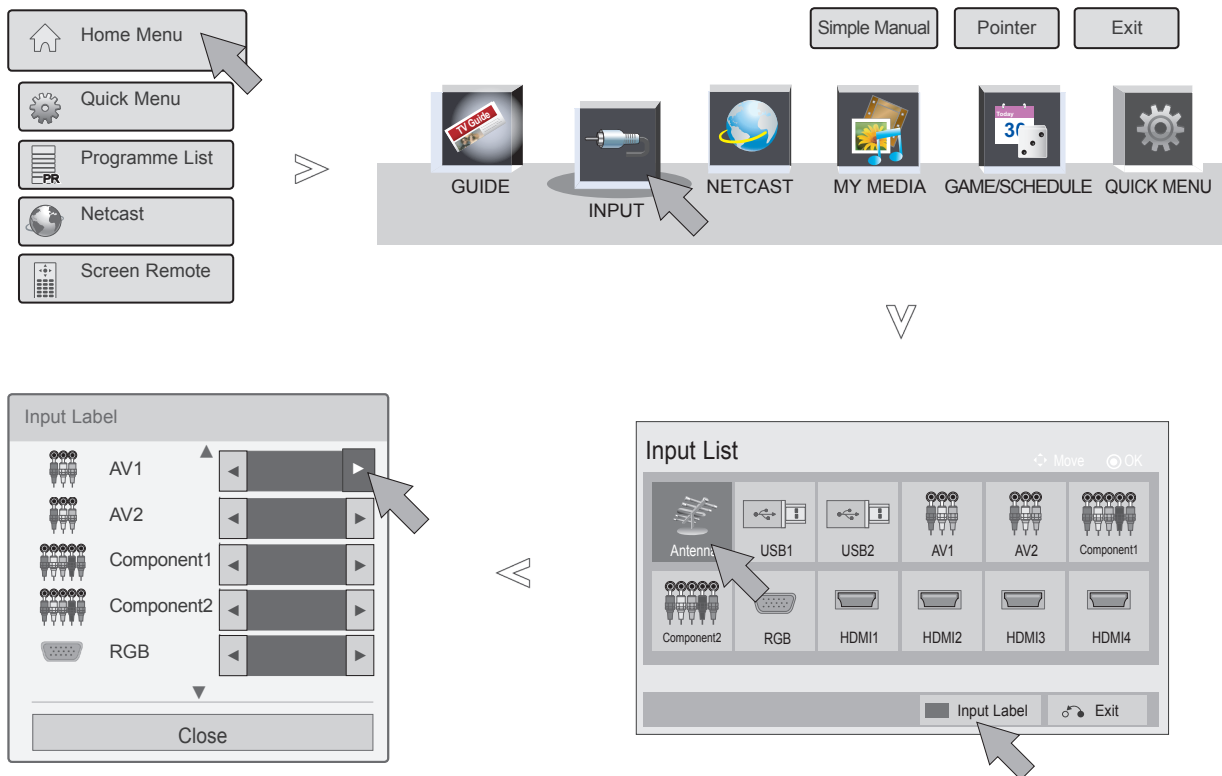 Home Menu
Quick Menu
Programme List
PR
Netcast
Screen Remote
Simple Manual
Pointer
Exit
TV Guide
Today
30
GUIDE
INPUT
NETCAST
MY MEDIA
GAME/SCHEDULE
QUICK MENU
Input Label
AV1
AV2
Component1
Component2
RGB
Close
Input List
Move
OK
Antenna
USB1
USB2
AV1
AV2
Component1
Component2
RGB
HDMI1
HDMI2
HDMI3
HDMI4
Input Label
Exit